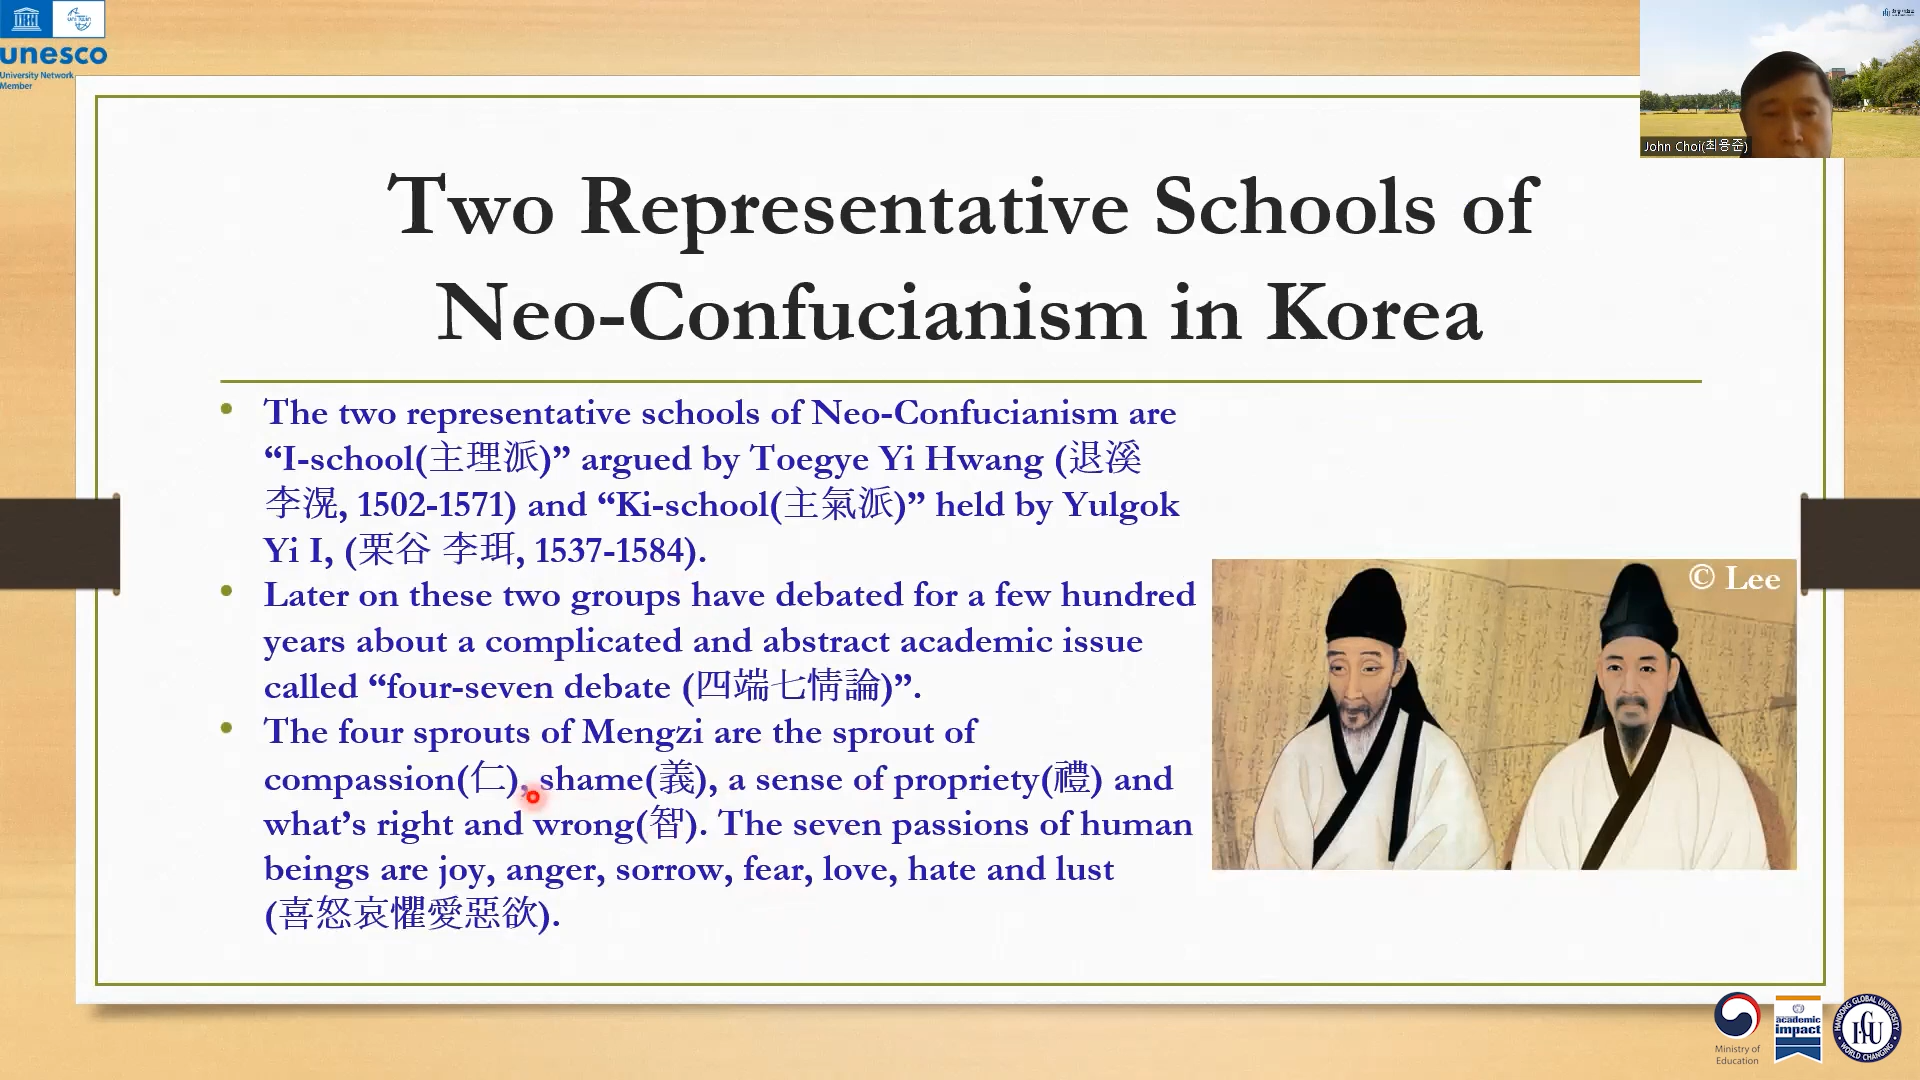 unesco
University Network
Member
John Choi(최용준)
Two Representative Schools of
Neo-Confucianism in Korea
• The two representative schools of Neo-Confucianism are
“I-school(主理派)” argued by Toegye Yi Hwang (退溪
李滉, 1502-1571) and “Ki-school(主氣派)” held by Yulgok
Yi I, (栗谷 李珥, 1537-1584).
• Later on these two groups have debated for a few hundred
years about a complicated and abstract academic issue
called “four-seven debate (四端七情論)”.
• The four sprouts of Mengzi are the sprout of
compassion(仁), shame(義), a sense of propriety(禮) and
what’s right and wrong(智). The seven passions of human
beings are joy, anger, sorrow, fear, love, hate and lust
(喜怒哀懼愛惡欲).
© Lee
Ministry of
Education
academic
impact
HANDONG GLOBAL UNIVERSITY
WORLD CHANGING